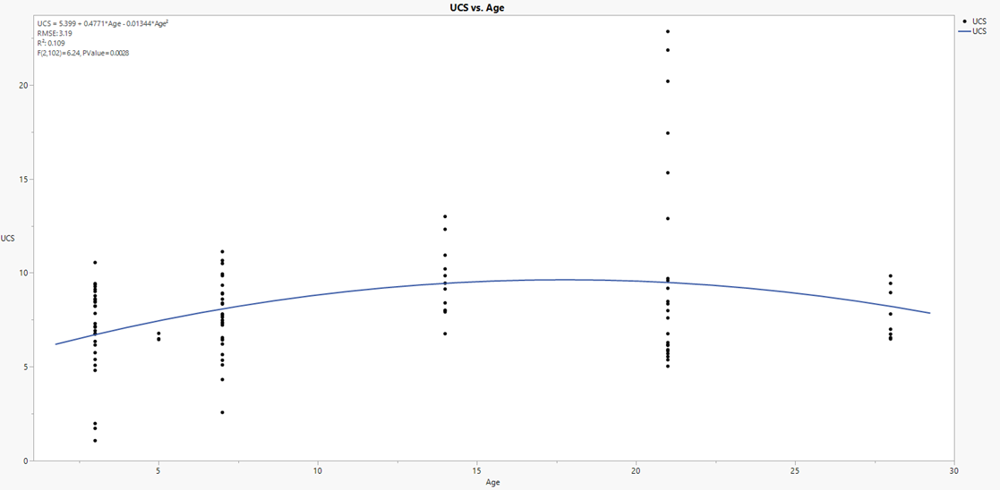 UCS vs. Age
UCS = 5.399 + 0.4771*Age - 0.01344*Age²
RMSE: 3.19
R²: 0.109
F(2,102)=6.24, PValue=0.0028
UCS
UCS
20
15
UCS
10
5
0
5
10
15
20
25
30
Age